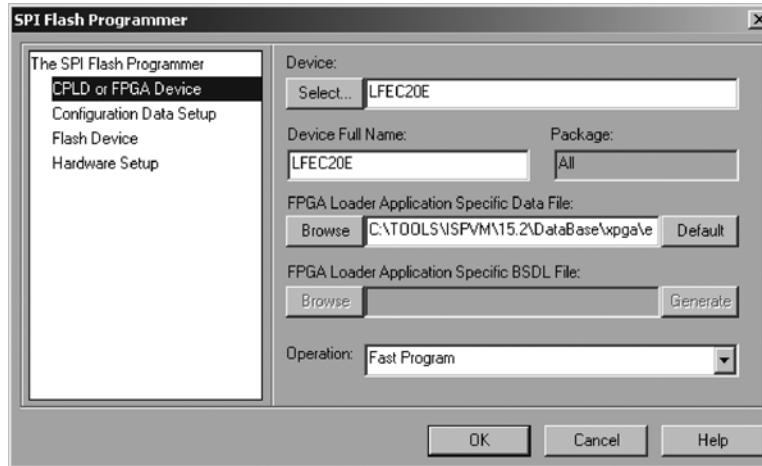 SPI Flash Programmer
The SPI Flash Programmer
CPLD or FPGA Device
Configuration Data Setup
Flash Device
Hardware Setup
Device:
Select... LFEC20E
Device Full Name: Package:
LFEC20E All
FPGA Loader Application Specific Data File:
Browse C:\TOOLS\ISPVM\15.2\DataBase\xpga\e Default
FPGA Loader Application Specific BSDL File:
Browse Generate
Operation: Fast Program
OK Cancel Help